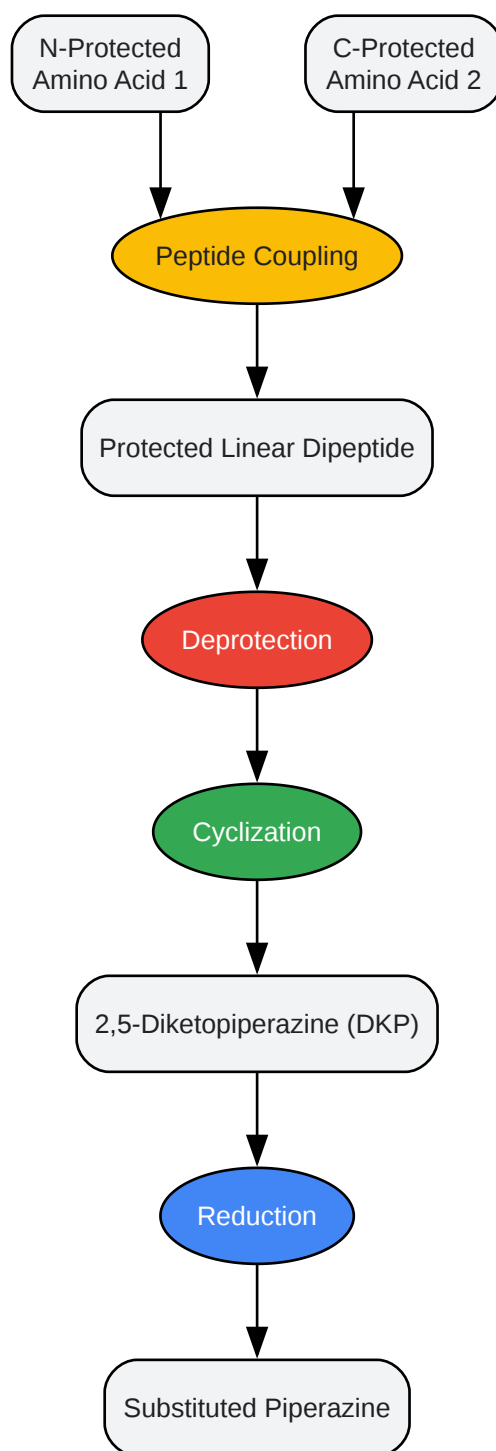 N-Protected
Amino Acid 1
C-Protected
Amino Acid 2
Peptide Coupling
Protected Linear Dipeptide
Deprotection
Cyclization
2,5-Diketopiperazine (DKP)
Reduction
Substituted Piperazine